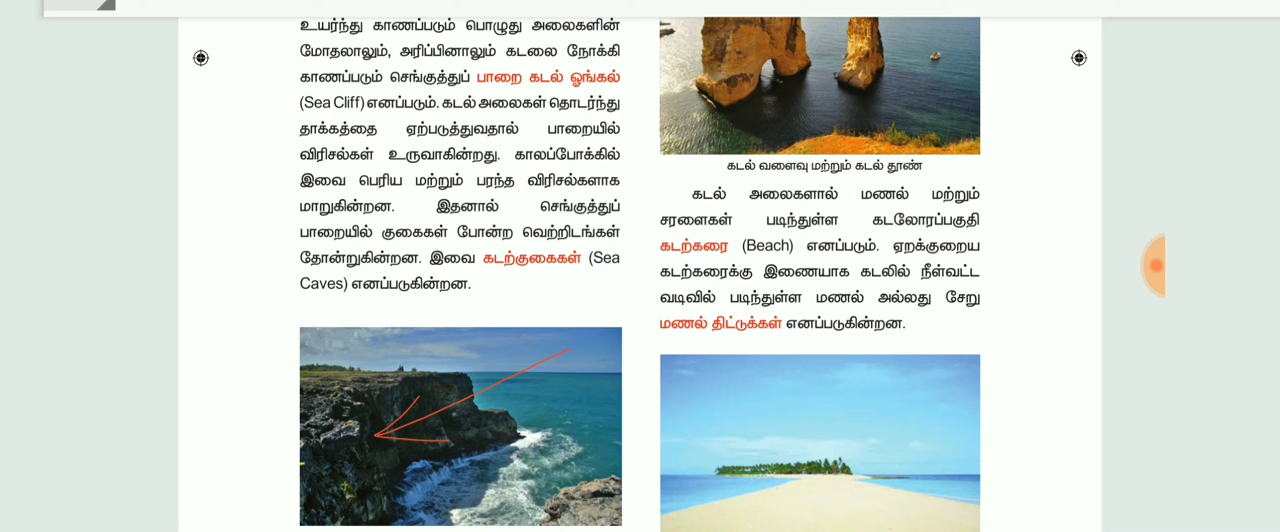 உயர்ந்து காணப்படும் பொழுது அலைகளின்
மோதலாலும், அரிப்பினாலும் கடலை நோக்கி
காணப்படும் செங்குத்துப் பாறை கடல் ஓங்கல்
(Sea Cliff) எனப்படும். கடல் அலைகள் தொடர்ந்து
தாக்கத்தை ஏற்படுத்துவதால் பாறையில்
விரிசல்கள் உருவாகின்றது. காலப்போக்கில்
இவை பெரிய மற்றும் பரந்த விரிசல்களாக
மாறுகின்றன. இதனால் செங்குத்துப்
பாறையில் குகைகள் போன்ற வெற்றிடங்கள்
தோன்றுகின்றன. இவை கடற்குகைகள் (Sea
Caves) எனப்படுகின்றன.
கடல் வளைவு மற்றும் கடல் தூண்
கடல் அலைகளால் மணல் மற்றும்
சரளைகள் படிந்துள்ள கடலோரப்பகுதி
கடற்கரை (Beach) எனப்படும். ஏறக்குறைய
கடற்கரைக்கு இணையாக கடலில் நீள்வட்ட
வடிவில் படிந்துள்ள மணல் அல்லது சேறு
மணல் திட்டுக்கள் எனப்படுகின்றன.